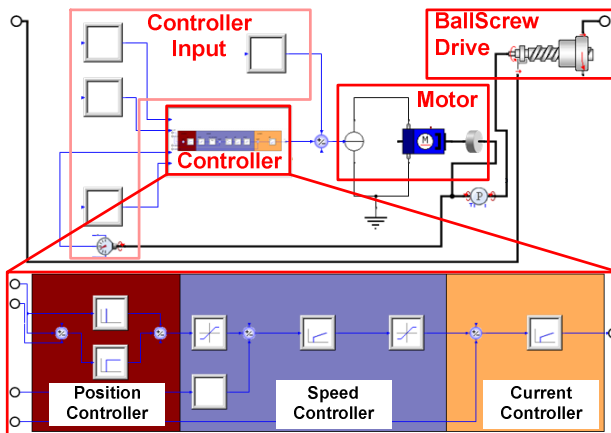 Controller
Input
BallScrew
Drive
Motor
M
Controller
P
Position
Controller
Speed
Controller
Current
Controller